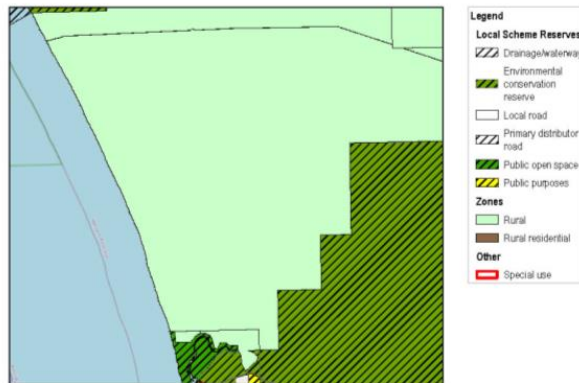 Legend
Local Scheme Reserves
Drainage/waterway
Environmental
conservation
reserve
Local road
Primary distributor
road
Public open space
Public purposes
Zones
Rural
Rural residential
Other
Special use